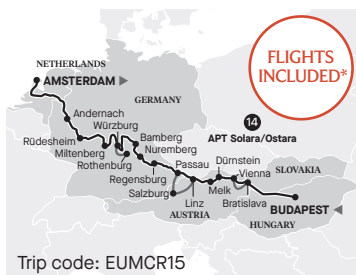 FLIGHTS
INCLUDED*
NETHERLANDS
AMSTERDAM
GERMANY
14
APT Solara/Ostara
Andernach
Würzburg
Rüdesheim
Miltenberg
Rothenburg
Bamberg
Nuremberg
Regensburg
Passau
Salzburg
Dürnstein
Vienna
SLOVAKIA
Linz
Melk
Bratislava
AUSTRIA
BUDAPEST
HUNGARY
Trip code: EUMCR15